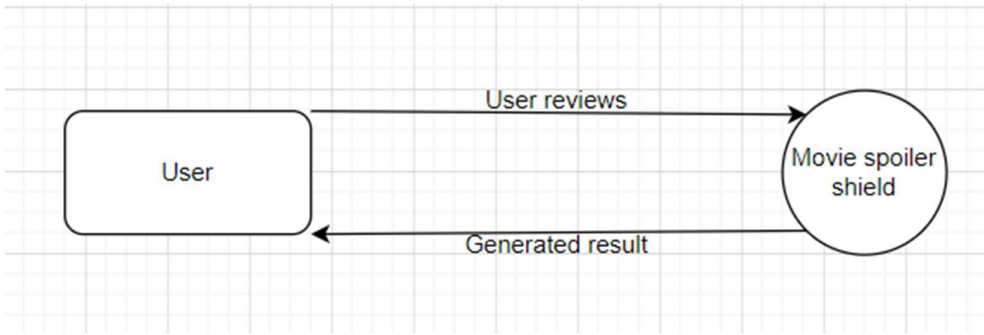 User reviews
User
Movie spoiler
shield
Generated result